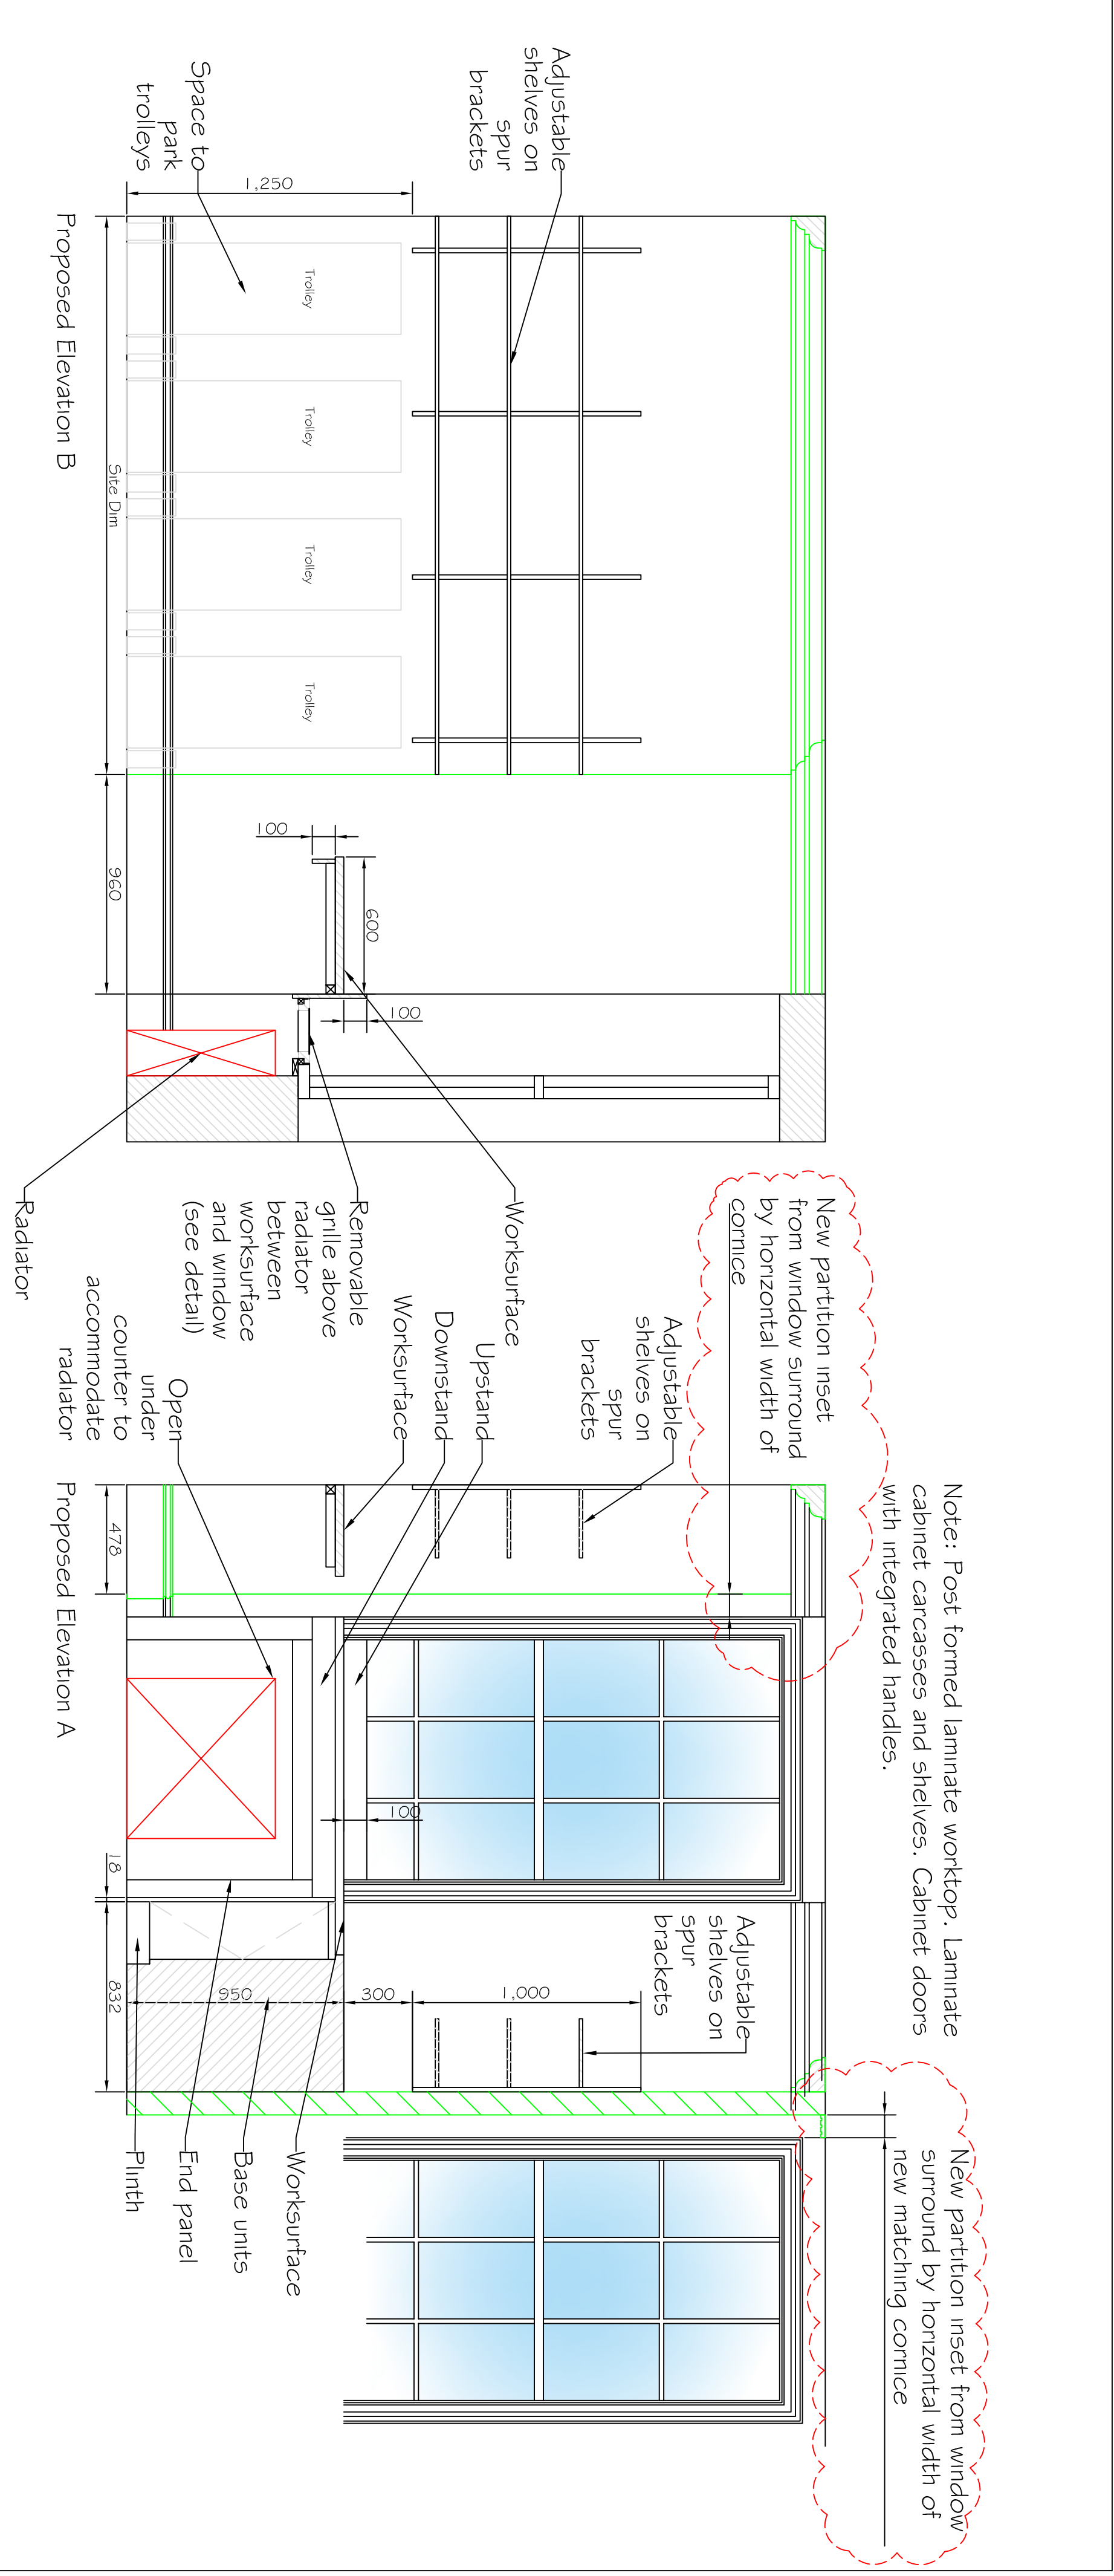 Adjustable
shelves on
spur
brackets
Space to
park
trolleys
1,250
Trolley
Trolley
Trolley
Trolley
Site Dim
960
100
600
100
Proposed Elevation B
Worksurface
Removable
grille above
radiator
between
worksurface
and window
(see detail)
Radiator
New partition inset
from window surround
by horizontal width of
cornice
Note: Post formed laminate worktop. Laminate
cabinet carcasses and shelves. Cabinet doors
with integrated handles.
Adjustable
shelves on
spur
brackets
Upstand
Downstand
Worksurface
Open
under
counter to
accommodate
radiator
478
100
18
832
950
300
1,000
Adjustable
shelves on
spur
brackets
Proposed Elevation A
New partition inset from window
surround by horizontal width of
new matching cornice
Worksurface
Base units
End panel
Plinth